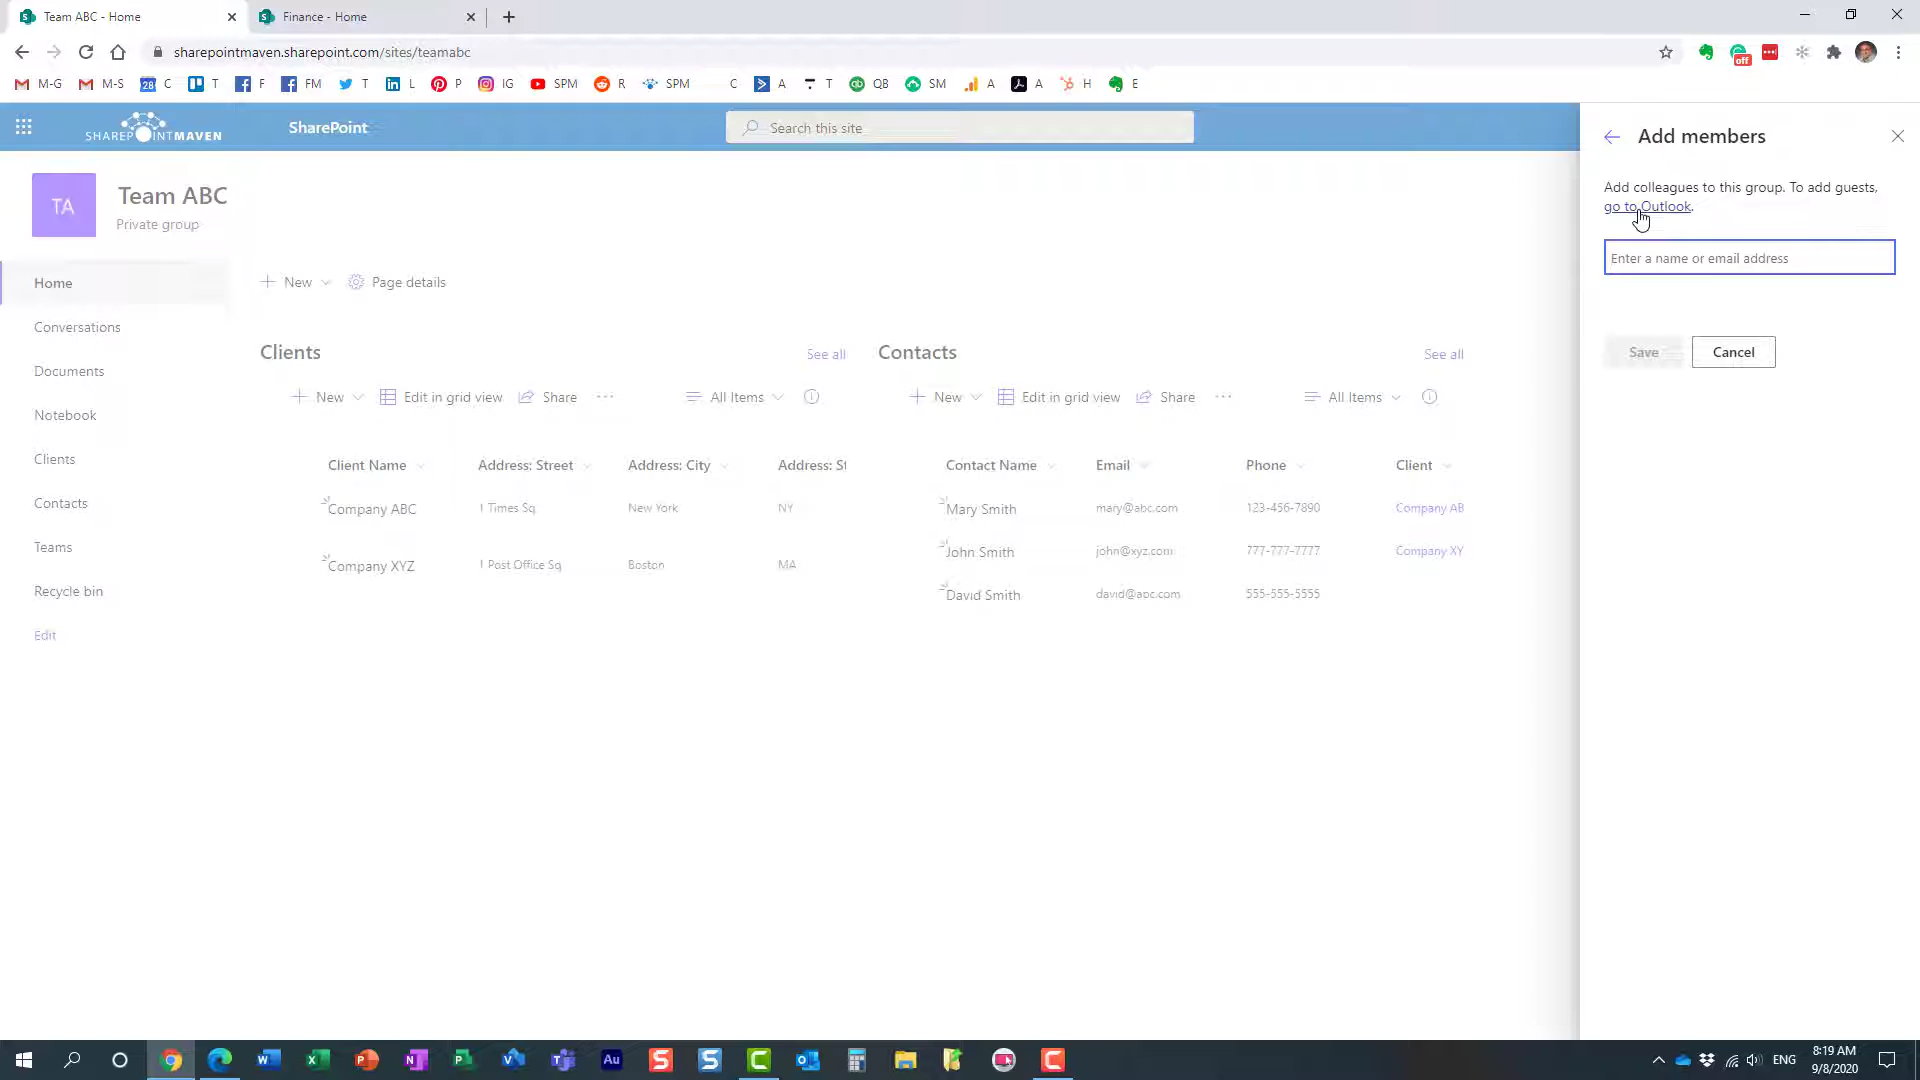 Team ABC - Home
Finance - Home
sharepointmaven.sharepoint.com/sites/teamabc
M-G M-S 28 C T F FM T L P IG SPM R SPM C A T QB SM A A H E
off
SHAREPOINTMAVEN SharePoint
Search this site
TA
Team ABC
Private group
Home
Conversations
Documents
Notebook
Clients
Contacts
Teams
Recycle bin
Edit
New Page details
Clients See all
New Edit in grid view Share ... All Items
Client Name Address: Street Address: City Address: St
Company ABC 1 Times Sq New York NY
Company XYZ 1 Post Office Sq Boston MA
Contacts See all
New Edit in grid view Share ... All Items
Contact Name Email Phone Client
Mary Smith mary@abc.com 123-456-7890 Company AB
John Smith john@xyz.com 777-777-7777 Company XY
David Smith david@abc.com 555-555-5555
Add members
Add colleagues to this group. To add guests,
go to Outlook.
Enter a name or email address
Save Cancel
Au
ENG
8:19 AM
9/8/2020